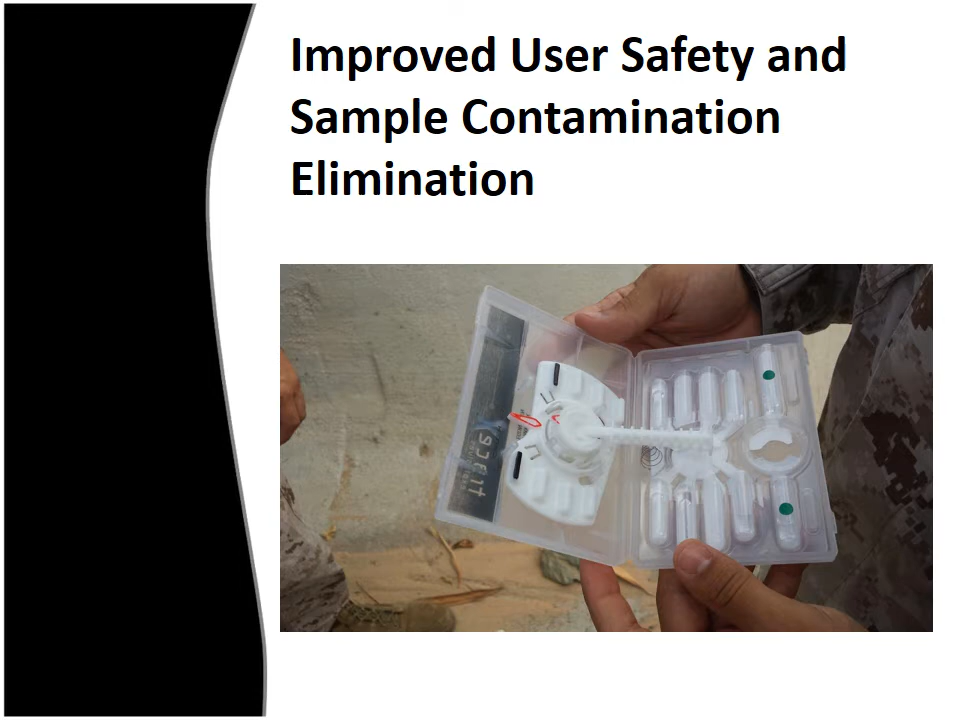 Improved User Safety and
Sample Contamination
Elimination